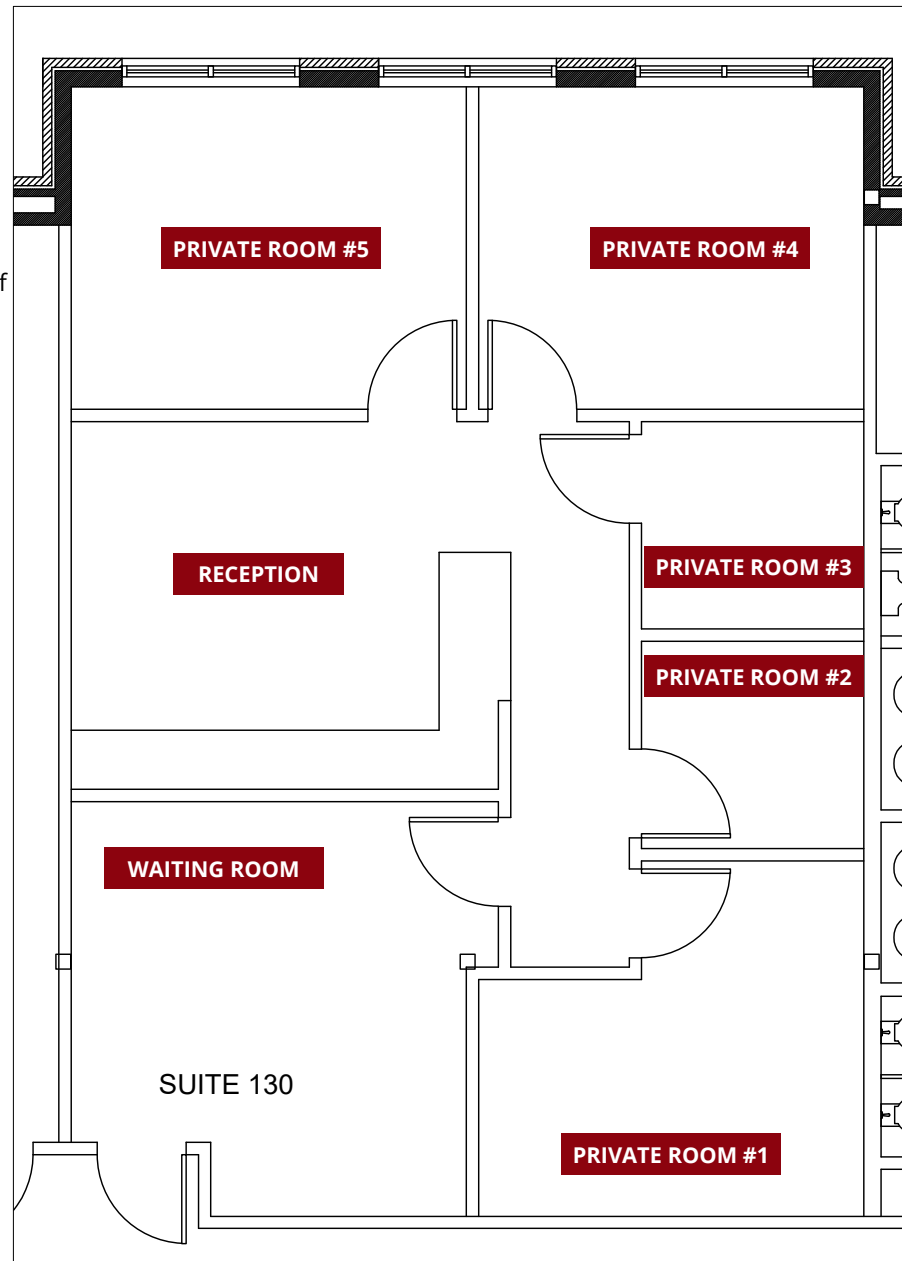 PRIVATE ROOM #5
PRIVATE ROOM #4
f
RECEPTION
PRIVATE ROOM #3
PRIVATE ROOM #2
WAITING ROOM
SUITE 130
PRIVATE ROOM #1